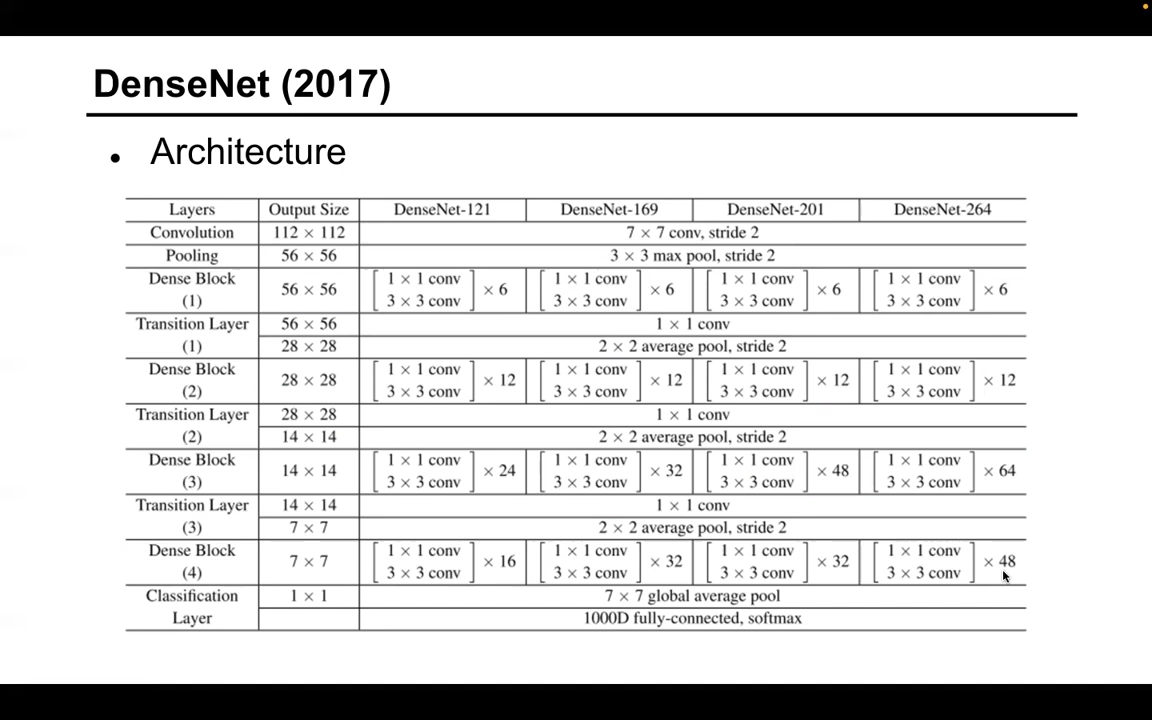 DenseNet (2017)
• Architecture
Layers Output Size DenseNet-121 DenseNet-169 DenseNet-201 DenseNet-264
Convolution 112 × 112 7 × 7 conv, stride 2
Pooling 56 × 56 3 × 3 max pool, stride 2
Dense Block 1 × 1 conv 1 × 1 conv 1 × 1 conv 1 × 1 conv
56 × 56 × 6 × 6 × 6 × 6
(1) 3 × 3 conv 3 × 3 conv 3 × 3 conv 3 × 3 conv
Transition Layer 56 × 56 1 × 1 conv
(1) 28 × 28 2 × 2 average pool, stride 2
Dense Block 1 × 1 conv 1 × 1 conv 1 × 1 conv 1 × 1 conv
28 × 28 × 12 × 12 × 12 × 12
(2) 3 × 3 conv 3 × 3 conv 3 × 3 conv 3 × 3 conv
Transition Layer 28 × 28 1 × 1 conv
(2) 14 × 14 2 × 2 average pool, stride 2
Dense Block 1 × 1 conv 1 × 1 conv 1 × 1 conv 1 × 1 conv
14 × 14 × 24 × 32 × 48 × 64
(3) 3 × 3 conv 3 × 3 conv 3 × 3 conv 3 × 3 conv
Transition Layer 14 × 14 1 × 1 conv
(3) 7 × 7 2 × 2 average pool, stride 2
Dense Block 1 × 1 conv 1 × 1 conv 1 × 1 conv 1 × 1 conv
7 × 7 × 16 × 32 × 32 × 48
(4) 3 × 3 conv 3 × 3 conv 3 × 3 conv 3 × 3 conv
Classification 1 × 1 7 × 7 global average pool
Layer 1000D fully-connected, softmax